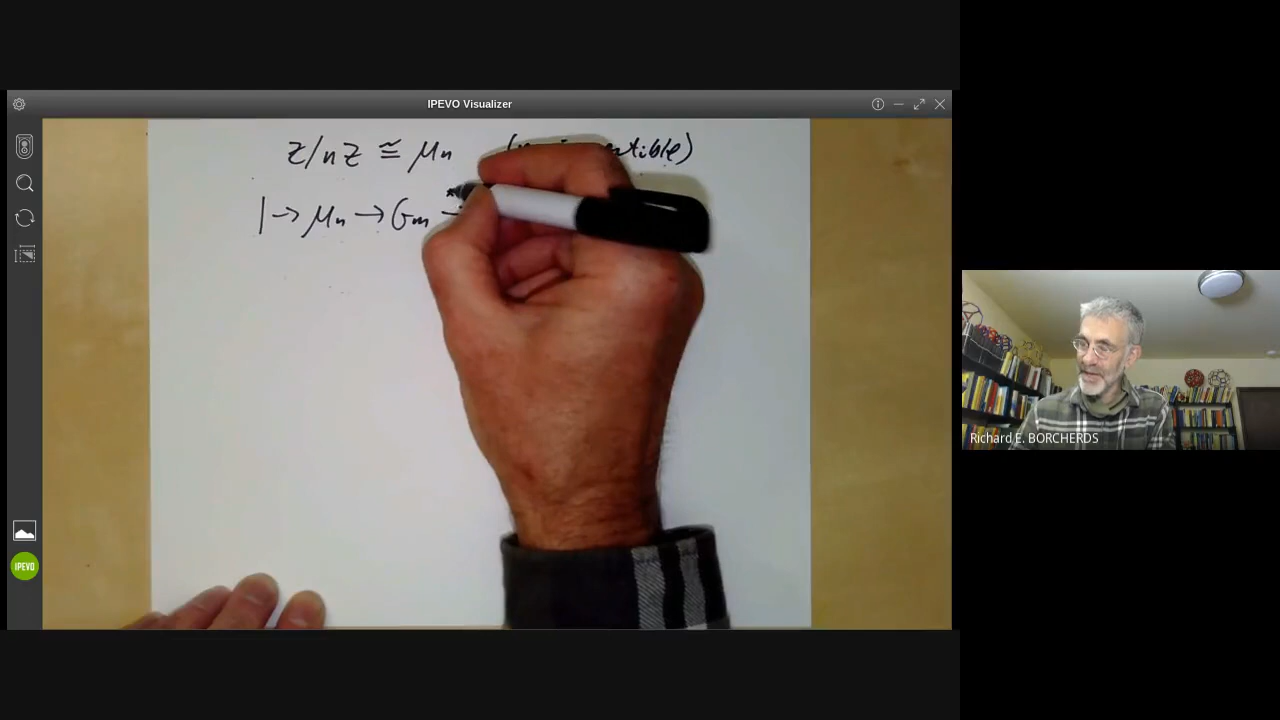 IPEVO Visualizer
Z/nZ ≅ μₙ
1 → μₙ → Gₘ →
IPEVO
Richard E. BORCHERDS